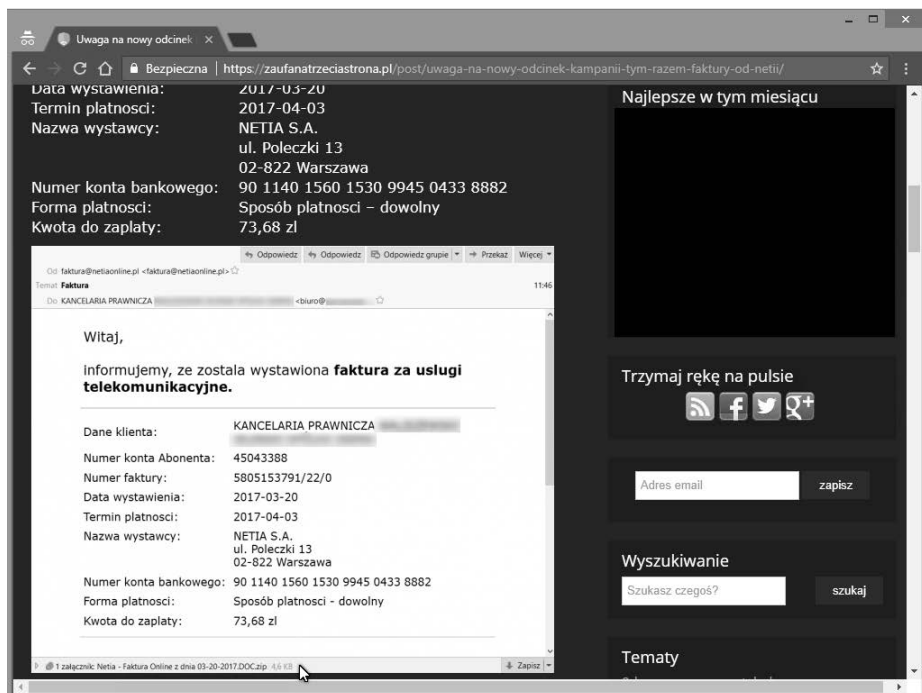 Uwaga na nowy odcinek
Bezpieczna | https://zaufanatrzeciastrona.pl/post/uwaga-na-nowy-odcinek-kampanii-tym-razem-faktury-od-netii/
Data wystawienia: 2017-03-20
Termin platnosci: 2017-04-03
Nazwa wystawcy: NETIA S.A.
ul. Poleczki 13
02-822 Warszawa
Numer konta bankowego: 90 1140 1560 1530 9945 0433 8882
Forma platnosci: Sposób platnosci – dowolny
Kwota do zaplaty: 73,68 zl
Odpowiedz Odpowiedz Odpowiedz grupie Przekaż Więcej
Od faktura@netiaonline.pl <faktura@netiaonline.pl>
Temat Faktura 11:46
Do KANCELARIA PRAWNICZA <biuro@
Witaj,
informujemy, ze zostala wystawiona faktura za uslugi
telekomunikacyjne.
Dane klienta: KANCELARIA PRAWNICZA
Numer konta Abonenta: 45043388
Numer faktury: 5805153791/22/0
Data wystawienia: 2017-03-20
Termin platnosci: 2017-04-03
Nazwa wystawcy: NETIA S.A.
ul. Poleczki 13
02-822 Warszawa
Numer konta bankowego: 90 1140 1560 1530 9945 0433 8882
Forma platnosci: Sposób platnosci - dowolny
Kwota do zaplaty: 73,68 zl
1 załącznik: Netia - Faktura Online z dnia 03-20-2017.DOC.zip 4,6 KB Zapisz
Najlepsze w tym miesiącu
Trzymaj rękę na pulsie
f g+
Adres email zapisz
Wyszukiwanie
Szukasz czegoś? szukaj
Tematy